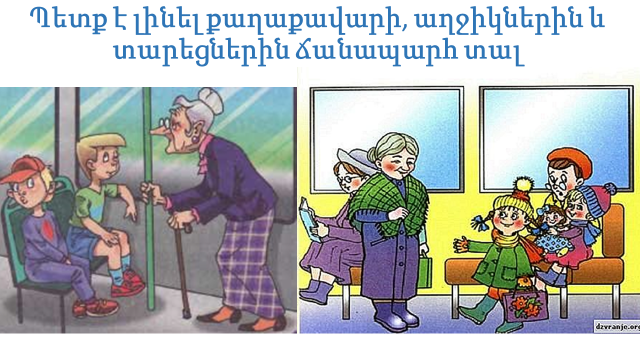 Պետք է լինել քաղաքավարի, աղջիկներին և
տարեցներին ճանապարհ տալ
dzvranje.org